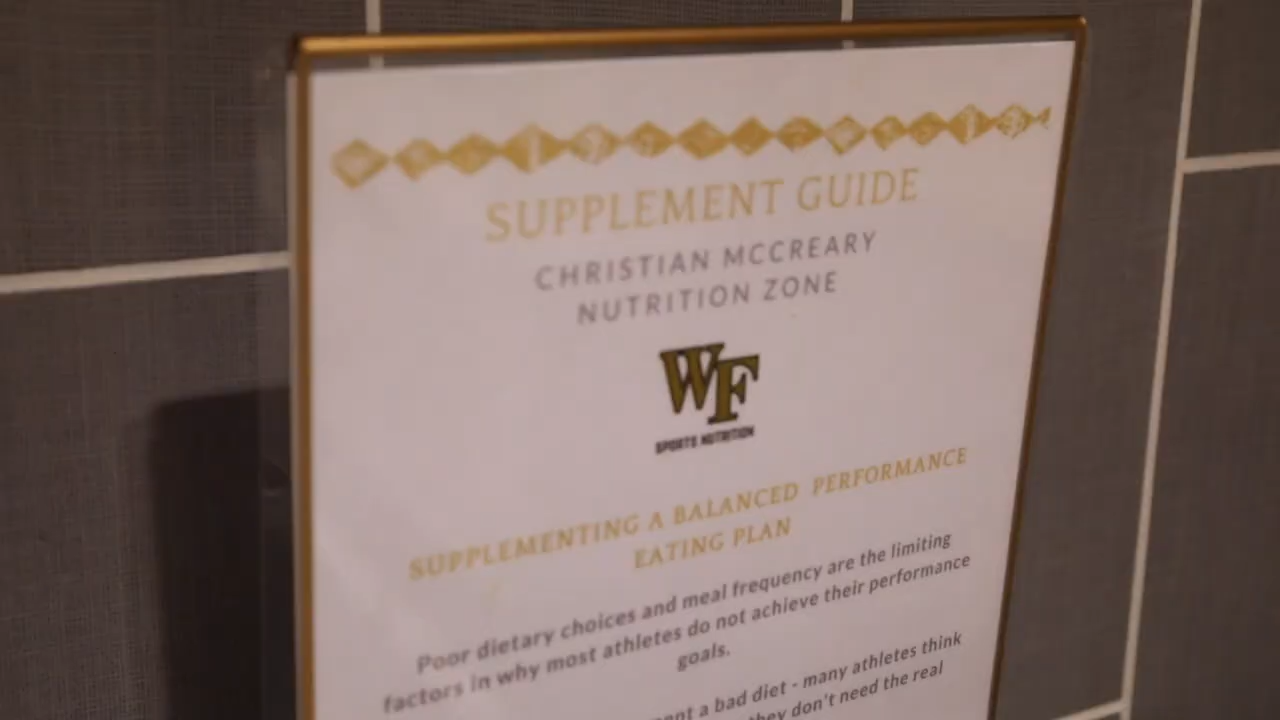 SUPPLEMENT GUIDE
CHRISTIAN MCCREARY
NUTRITION ZONE
WF
SPORTS NUTRITION
SUPPLEMENTING A BALANCED PERFORMANCE
EATING PLAN
Poor dietary choices and meal frequency are the limiting
factors in why most athletes do not achieve their performance
goals.
a bad diet - many athletes think
they don't need the real